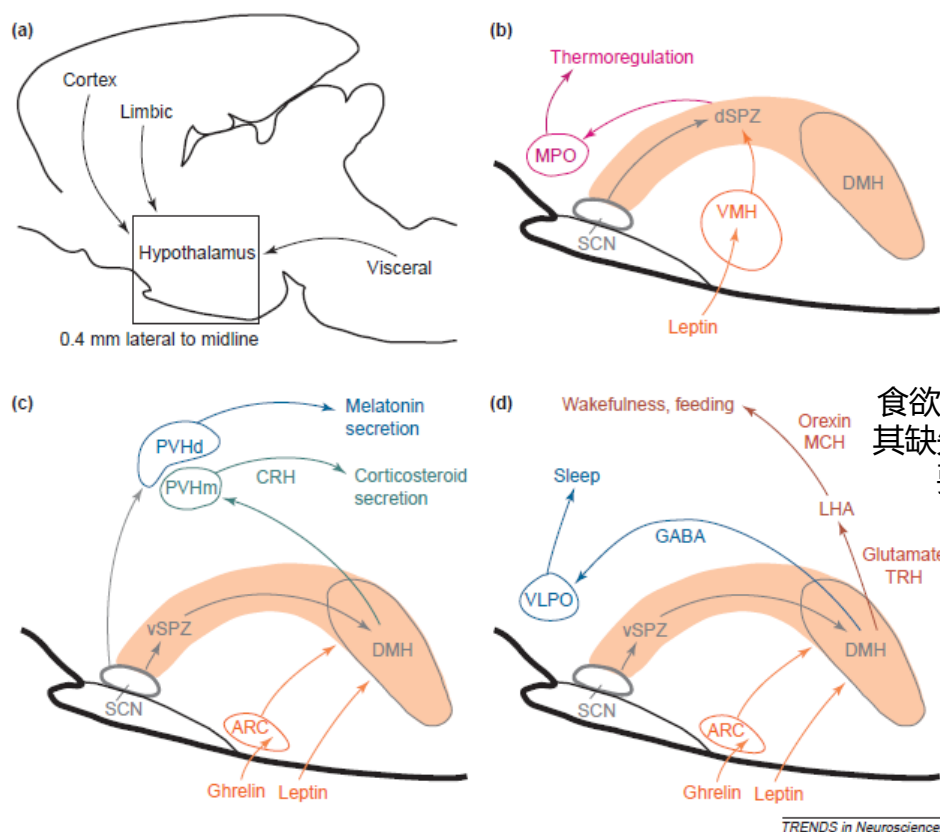 (a)
Cortex
Limbic
Hypothalamus
Visceral
0.4 mm lateral to midline
(b)
Thermoregulation
MPO
dSPZ
DMH
VMH
SCN
Leptin
(c)
PVHd
Melatonin
secretion
PVHm
CRH
Corticosteroid
secretion
vSPZ
DMH
SCN
ARC
Ghrelin Leptin
(d)
Wakefulness, feeding
Orexin
MCH
食欲
其缺
Sleep
LHA
GABA
Glutamate
TRH
VLPO
vSPZ
DMH
SCN
ARC
Ghrelin Leptin
TRENDS in Neuroscience